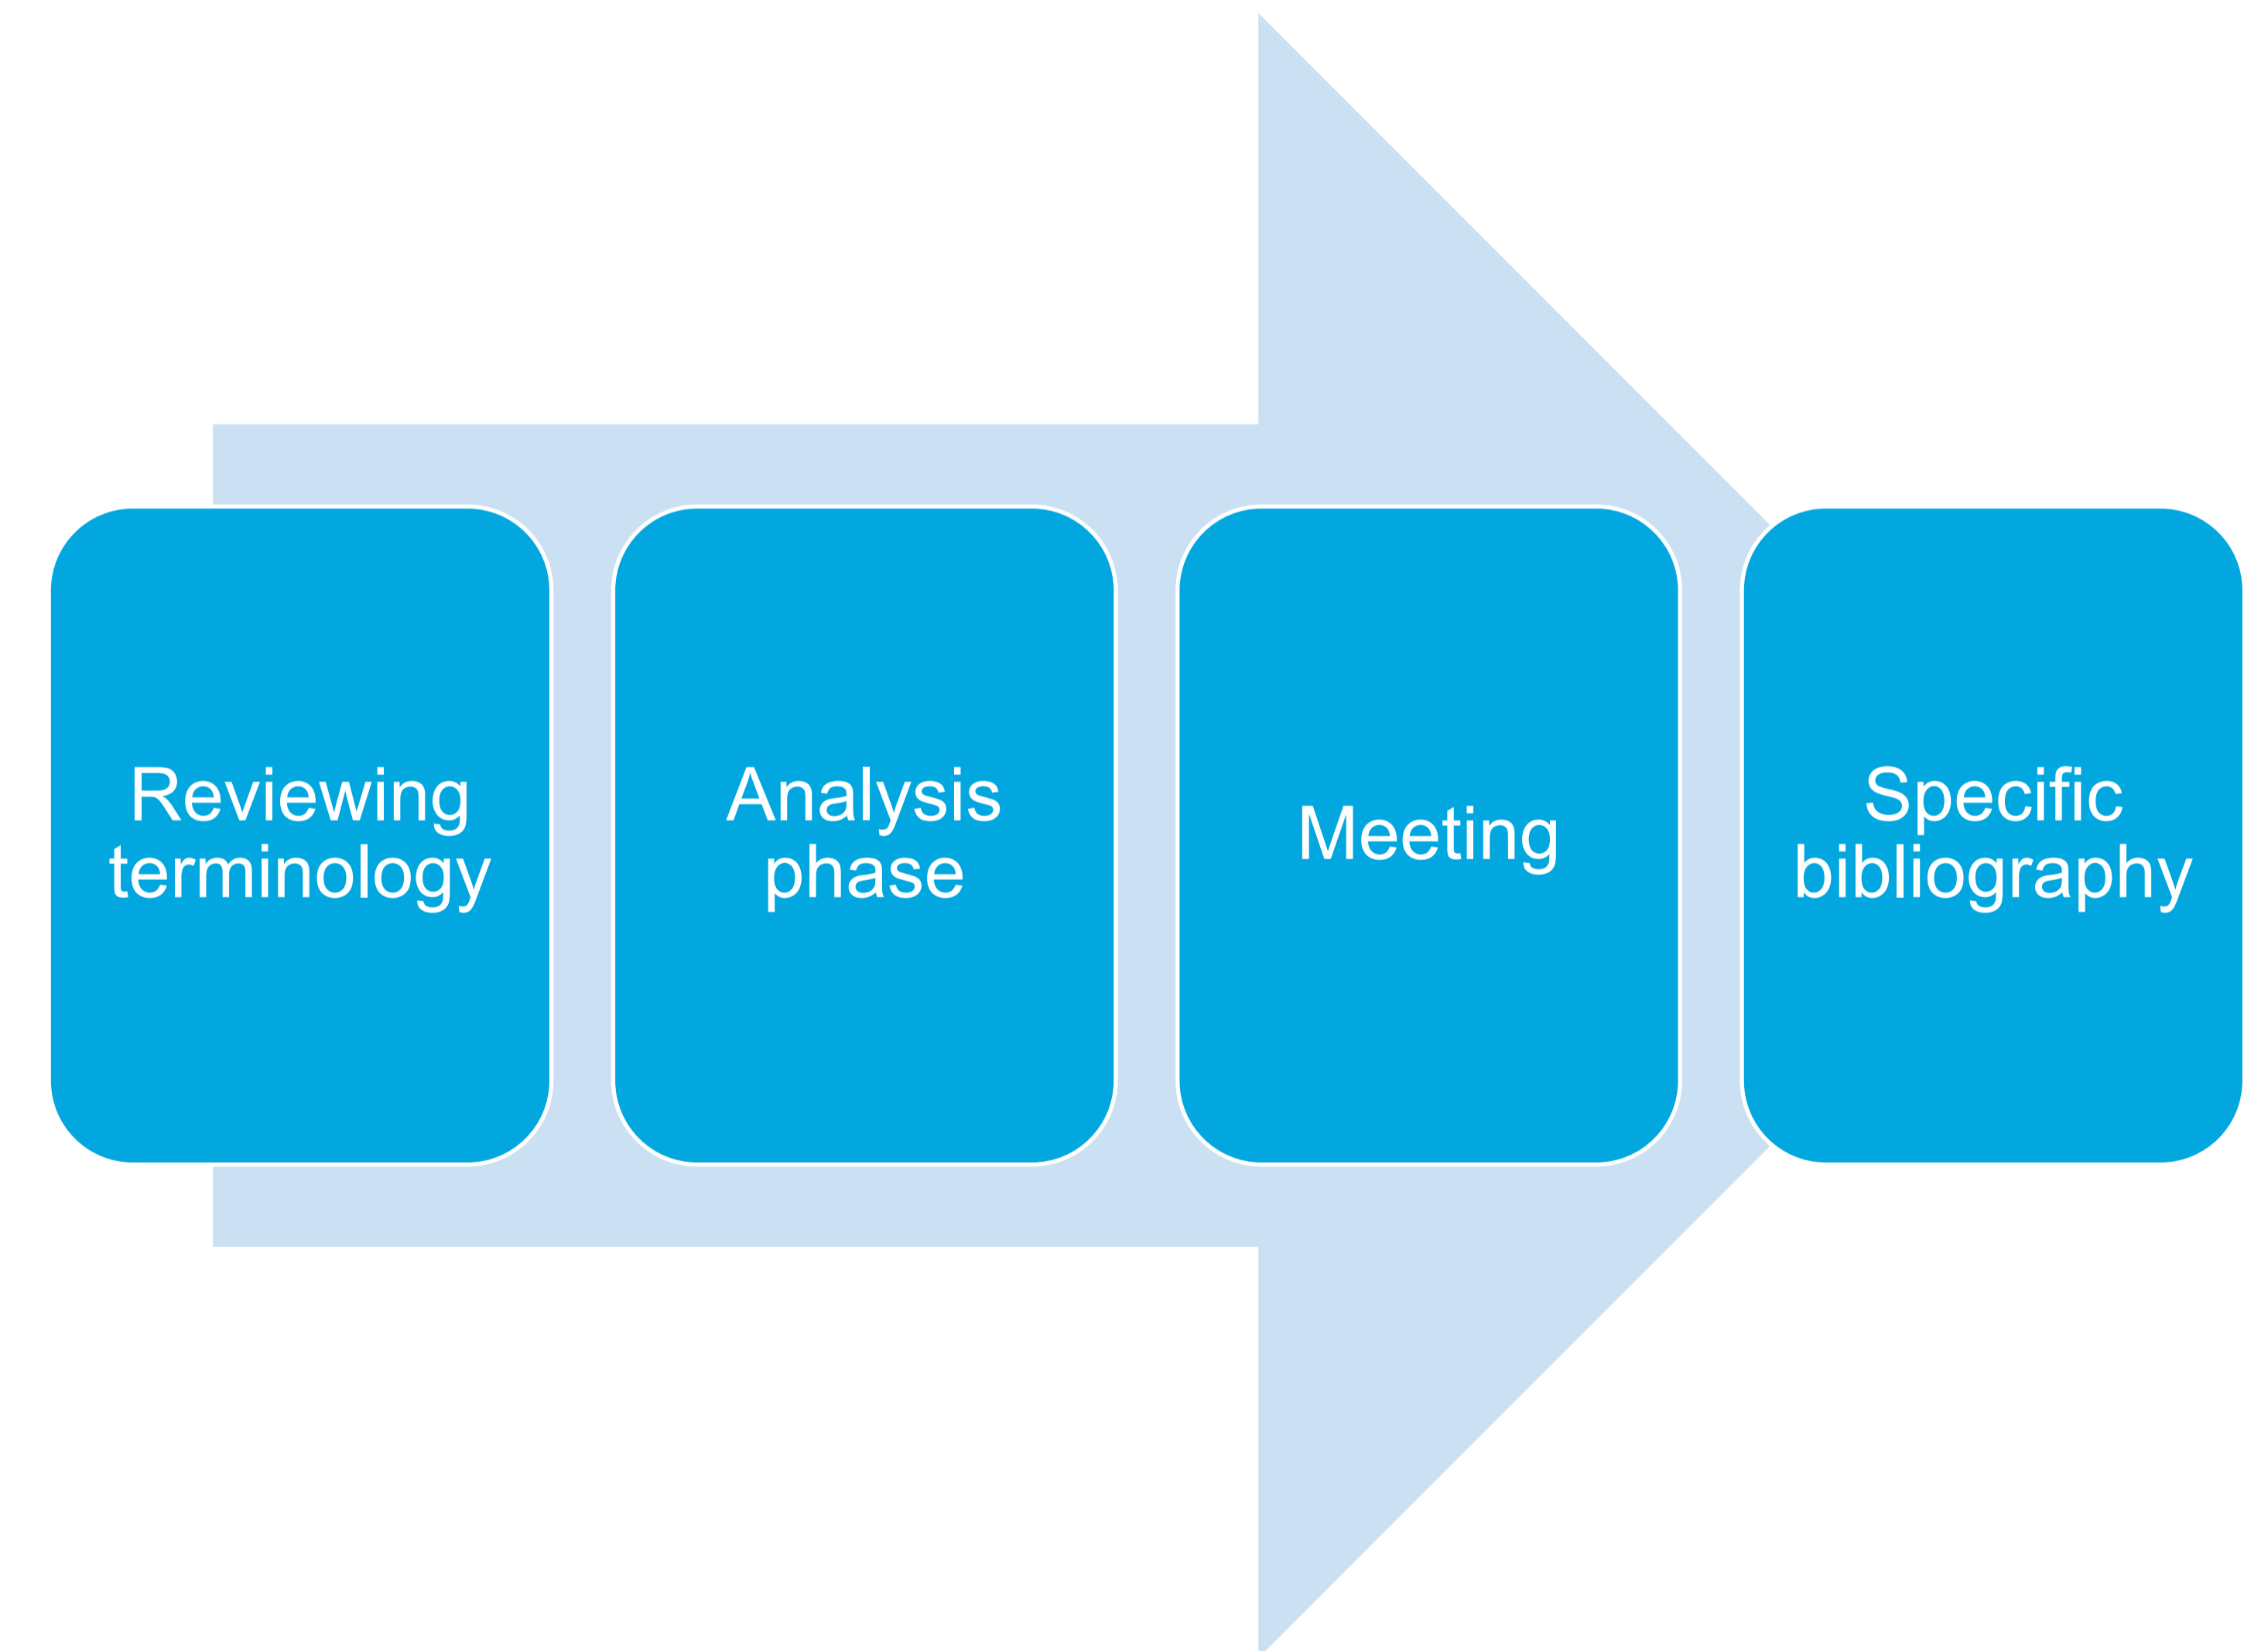 Reviewing
terminology
Analysis
phase
Meeting
Specific
bibliography